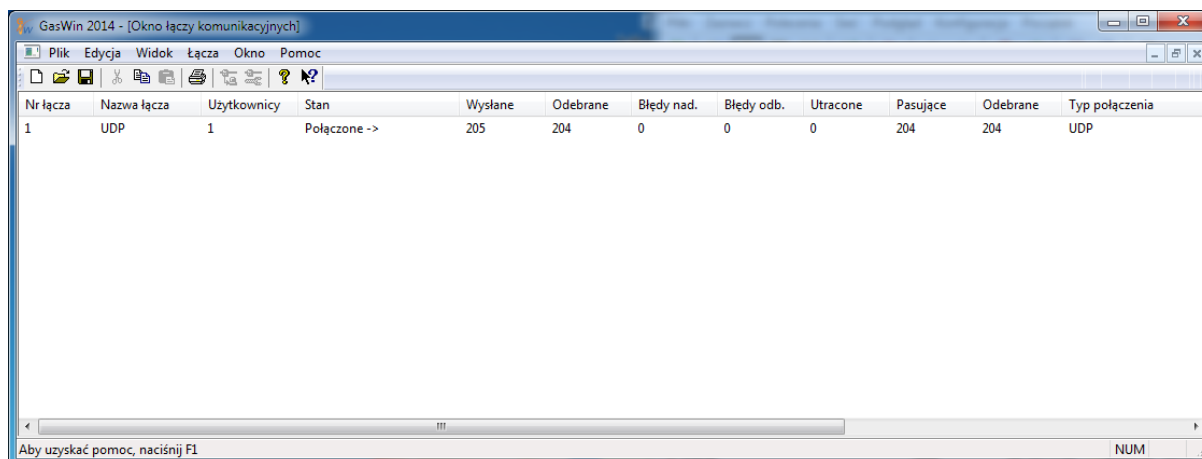 GasWin 2014 - [Okno łączy komunikacyjnych]
Plik Edycja Widok Łącza Okno Pomoc
Nr łącza Nazwa łącza Użytkownicy Stan Wysłane Odebrane Błędy nad. Błędy odb. Utracone Pasujące Odebrane Typ połączenia
1 UDP 1 Połączone -> 205 204 0 0 0 204 204 UDP
Aby uzyskać pomoc, naciśnij F1 NUM